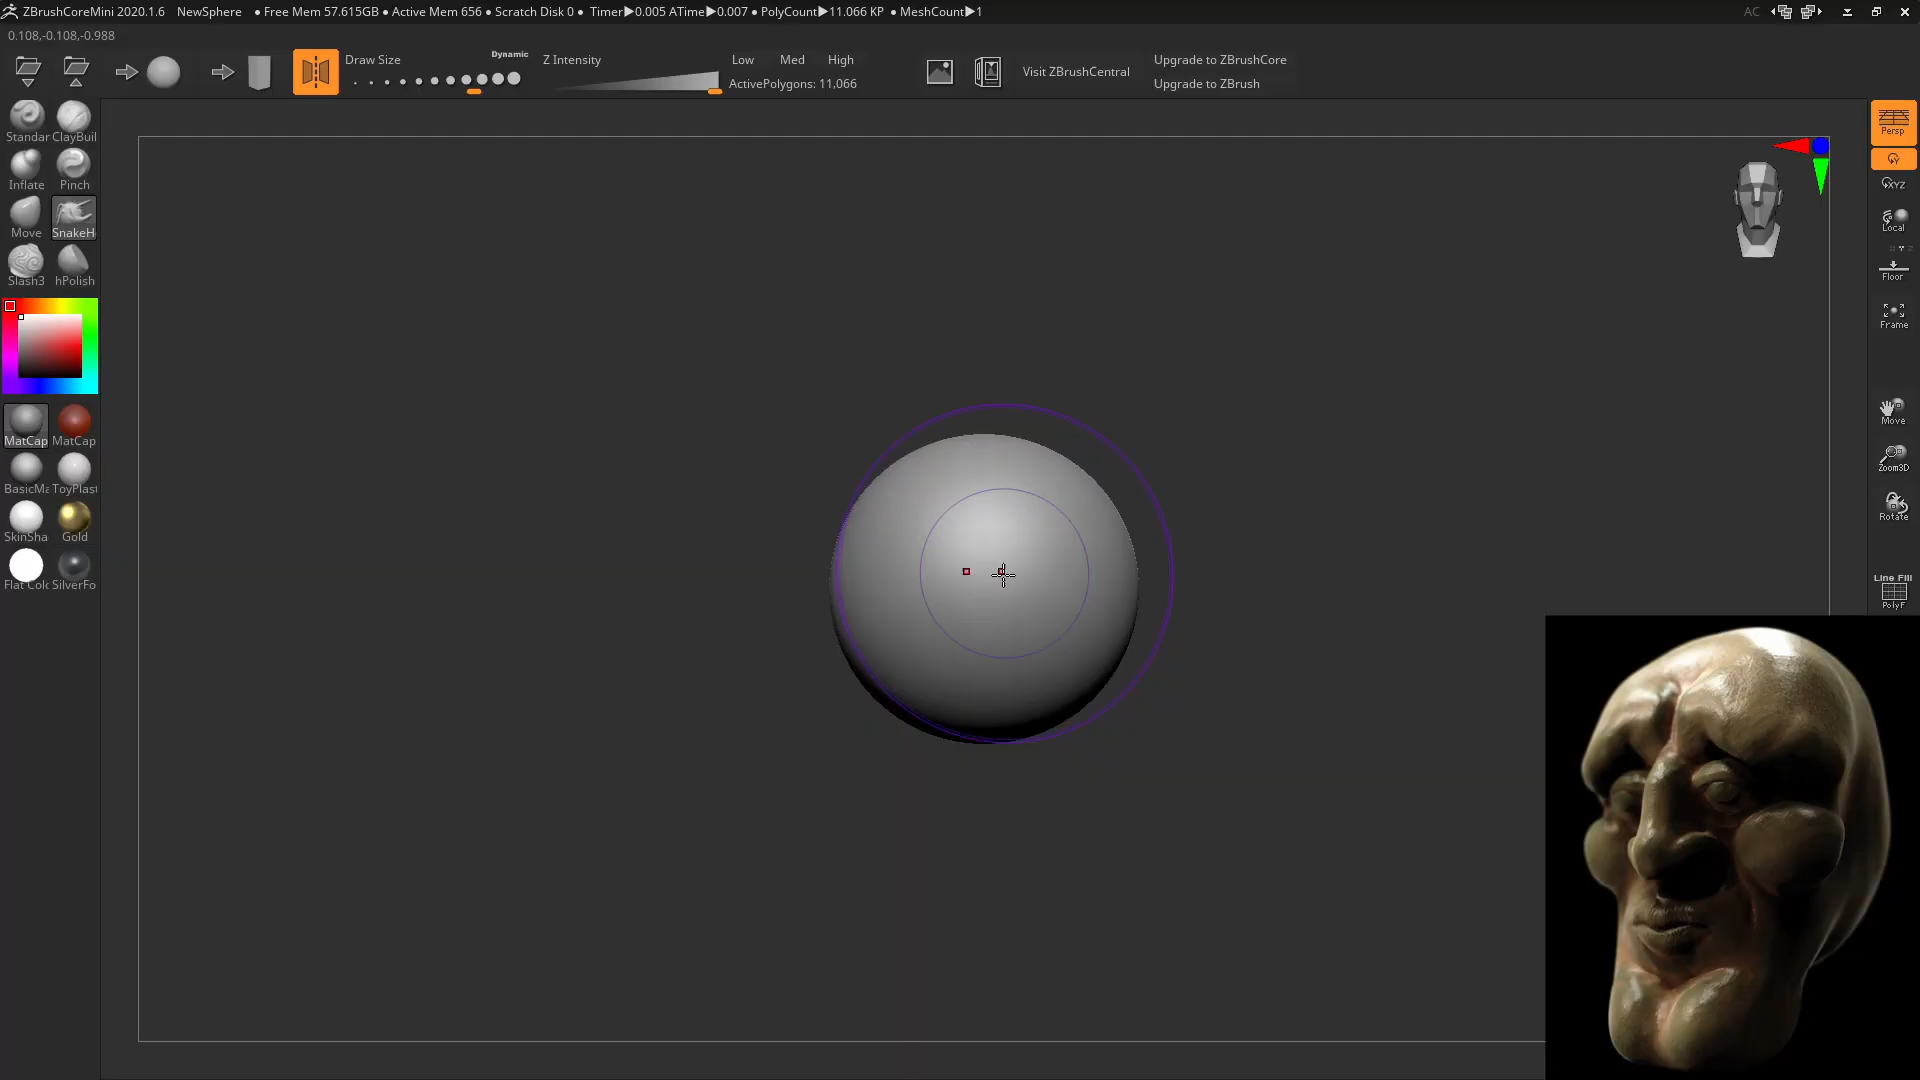 ZBrushCoreMini 2020.1.6 NewSphere ● Free Mem 57.615GB ● Active Mem 656 ● Scratch Disk 0 ● Timer▶0.005 ATime▶0.007 ● PolyCount▶11.066 KP ● MeshCount▶1 AC
0.108,-0.108,-0.988
Draw Size Dynamic Z Intensity Low Med High Upgrade to ZBrushCore
Visit ZBrushCentral
ActivePolygons: 11,066 Upgrade to ZBrush
Standar ClayBuil
Inflate Pinch
Move SnakeH
Slash3 hPolish
MatCap MatCap
BasicMa ToyPlast
SkinSha Gold
Flat Colo SilverFo
Persp
Y
XYZ
Local
Floor
Frame
Move
Zoom3D
Rotate
Line Fill
PolyF